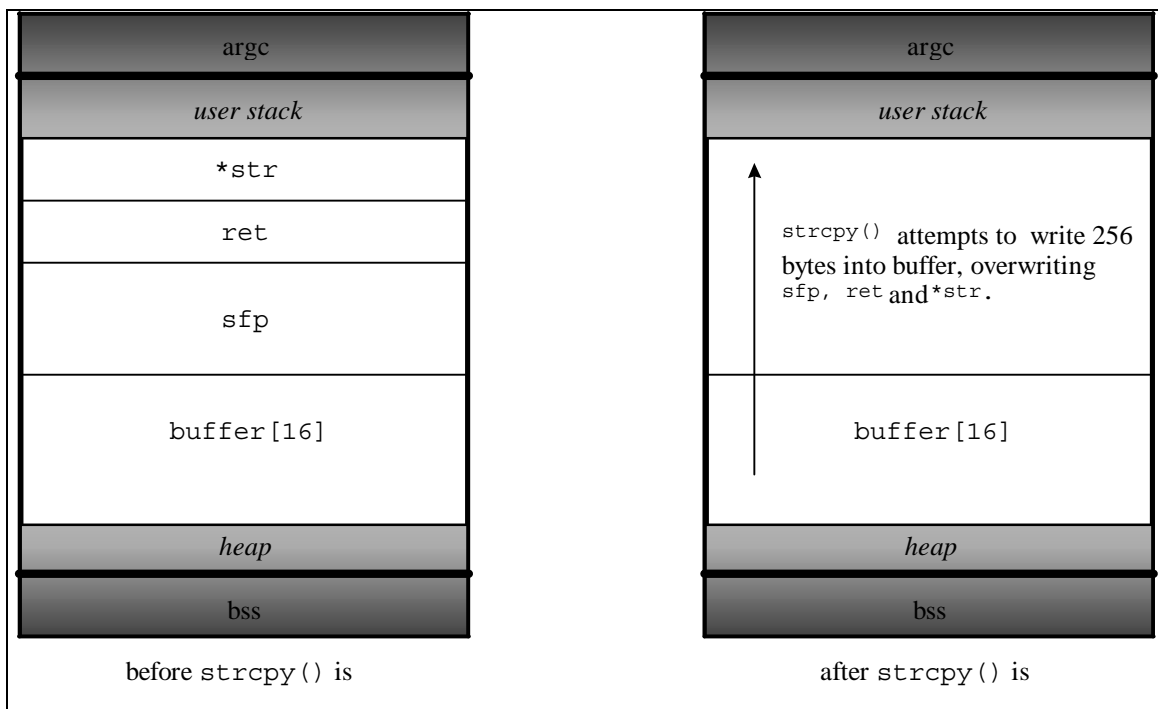 argc
user stack
*str
ret
sfp
buffer[16]
heap
bss
before strcpy() is
argc
user stack
strcpy() attempts to write 256
bytes into buffer, overwriting
sfp, ret and *str.
buffer[16]
heap
bss
after strcpy() is